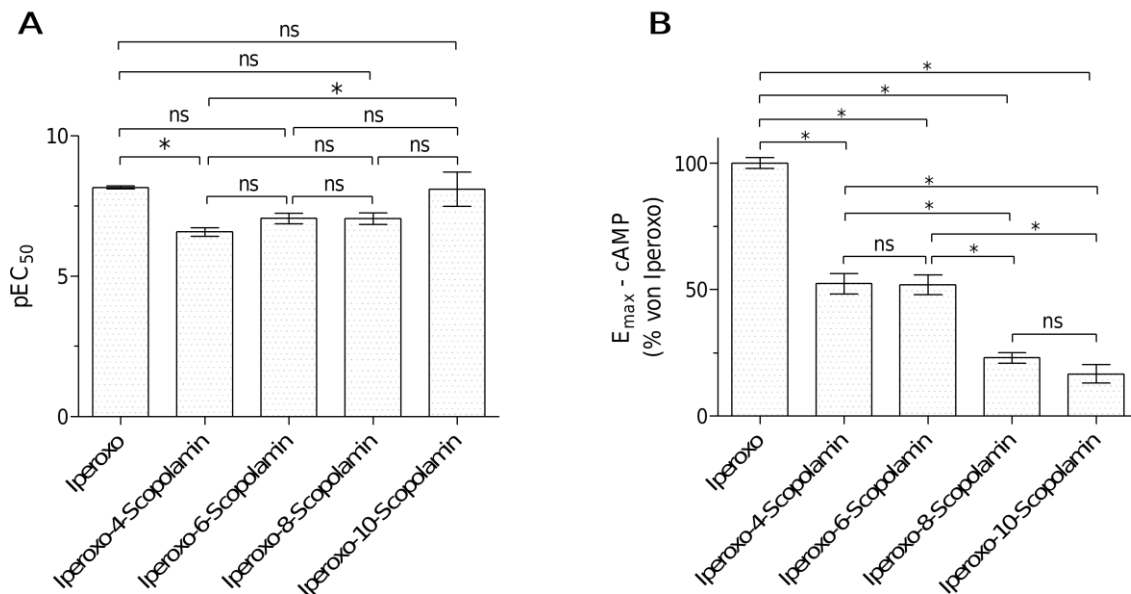 A
ns
ns
*
ns
ns
*
ns
ns
ns
ns
10
5
0
pEC50
Iperoxo
Iperoxo-4-Scopolamin
Iperoxo-6-Scopolamin
Iperoxo-8-Scopolamin
Iperoxo-10-Scopolamin
B
*
*
*
*
*
*
*
ns
*
ns
100
50
0
Emax - cAMP
(% von Iperoxo)
Iperoxo
Iperoxo-4-Scopolamin
Iperoxo-6-Scopolamin
Iperoxo-8-Scopolamin
Iperoxo-10-Scopolamin